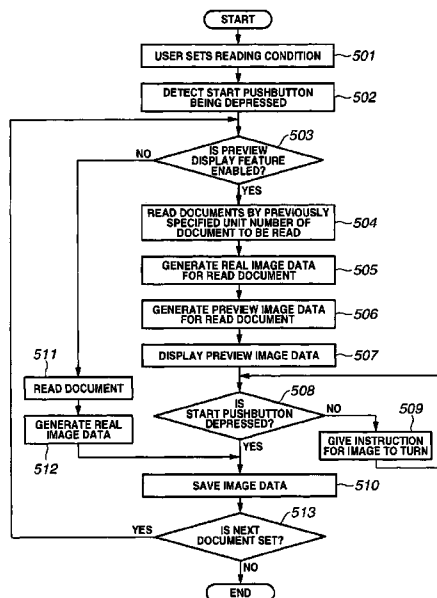 START
USER SETS READING CONDITION
501
DETECT START PUSHBUTTON
BEING DEPRESSED
502
503
IS
PREVIEW
DISPLAY FEATURE
ENABLED?
NO
YES
READ DOCUMENTS BY PREVIOUSLY
SPECIFIED UNIT NUMBER OF
DOCUMENT TO BE READ
504
GENERATE REAL IMAGE DATA
FOR READ DOCUMENT
505
GENERATE PREVIEW IMAGE DATA
FOR READ DOCUMENT
506
DISPLAY PREVIEW IMAGE DATA
507
511
READ DOCUMENT
GENERATE REAL
IMAGE DATA
512
508
IS
START PUSHBUTTON
DEPRESSED?
NO
YES
509
GIVE INSTRUCTION
FOR IMAGE TO TURN
SAVE IMAGE DATA
510
513
IS NEXT
DOCUMENT SET?
YES
NO
END